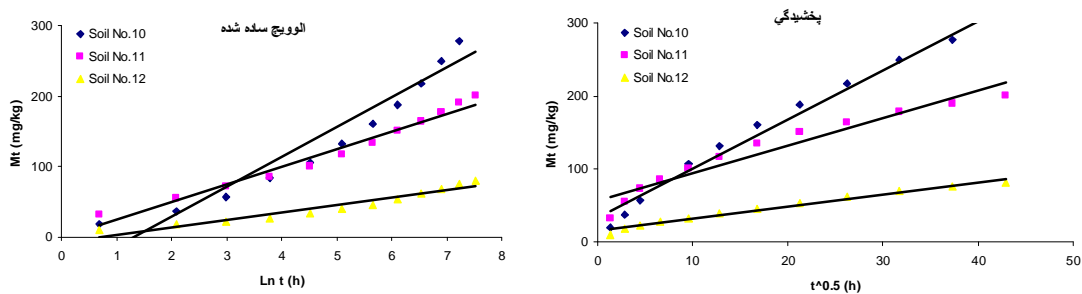 الوویچ ساده شده
Soil No.10
Soil No.11
Soil No.12
300
200
100
0
Mt (mg/kg)
0 1 2 3 4 5 6 7 8
Ln t (h)
پخشیدگي
Soil No.10
Soil No.11
Soil No.12
300
200
100
0
Mt (mg/kg)
0 10 20 30 40 50
t^0.5 (h)